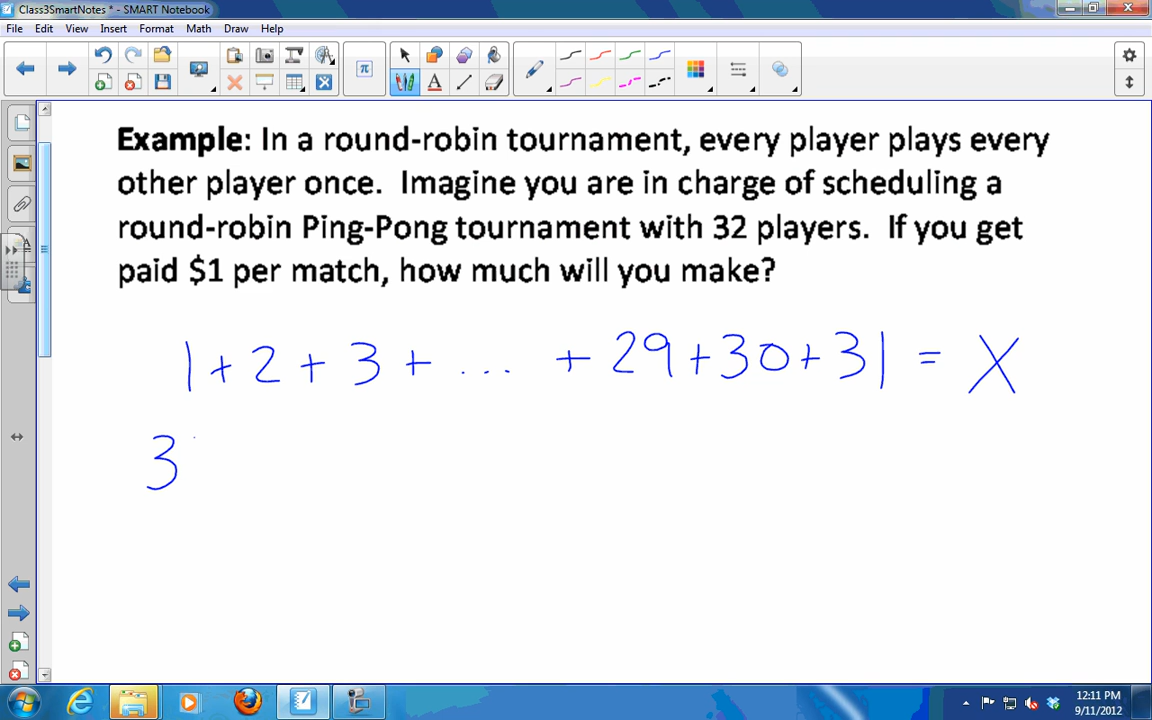 Class3SmartNotes * - SMART Notebook
File Edit View Insert Format Math Draw Help
Example: In a round-robin tournament, every player plays every
other player once. Imagine you are in charge of scheduling a
round-robin Ping-Pong tournament with 32 players. If you get
paid $1 per match, how much will you make?
1 + 2 + 3 + ... + 29 + 30 + 31 = X
3
12:11 PM
9/11/2012